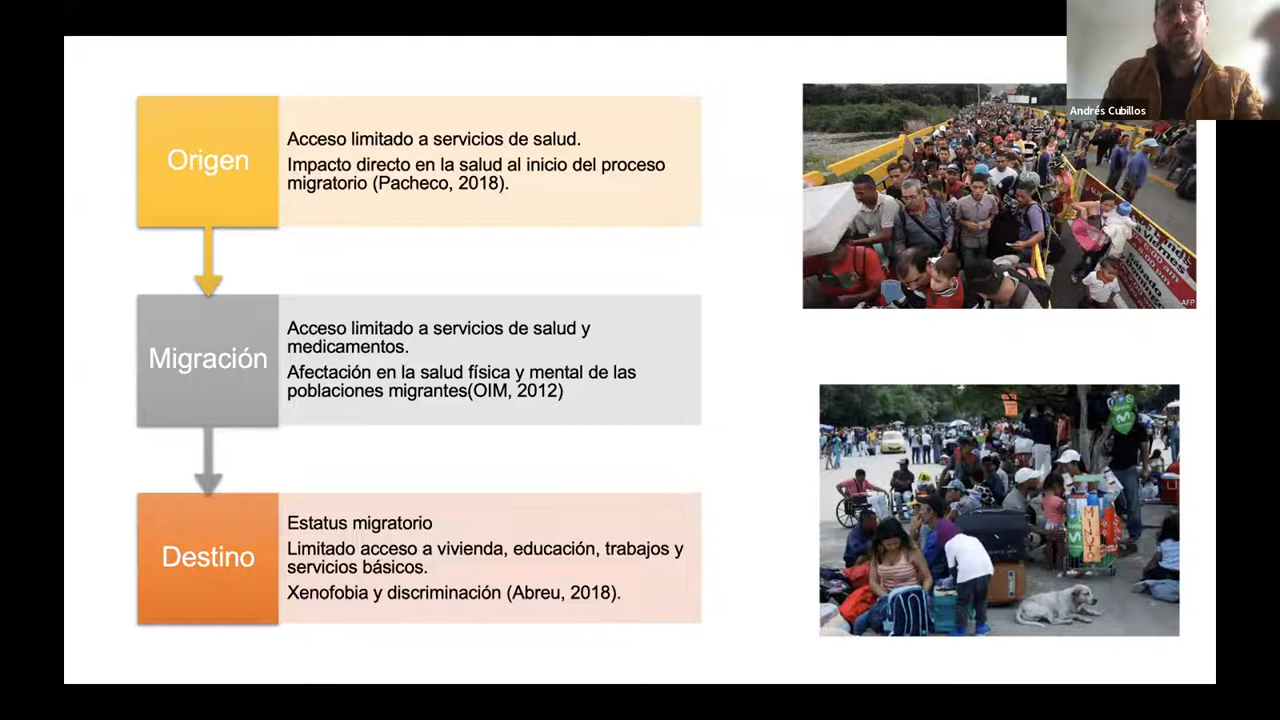 Andrés Cubillos
Origen
Acceso limitado a servicios de salud.
Impacto directo en la salud al inicio del proceso
migratorio (Pacheco, 2018).
Migración
Acceso limitado a servicios de salud y
medicamentos.
Afectación en la salud física y mental de las
poblaciones migrantes(OIM, 2012)
Destino
Estatus migratorio
Limitado acceso a vivienda, educación, trabajos y
servicios básicos.
Xenofobia y discriminación (Abreu, 2018).
Sábado
AFP